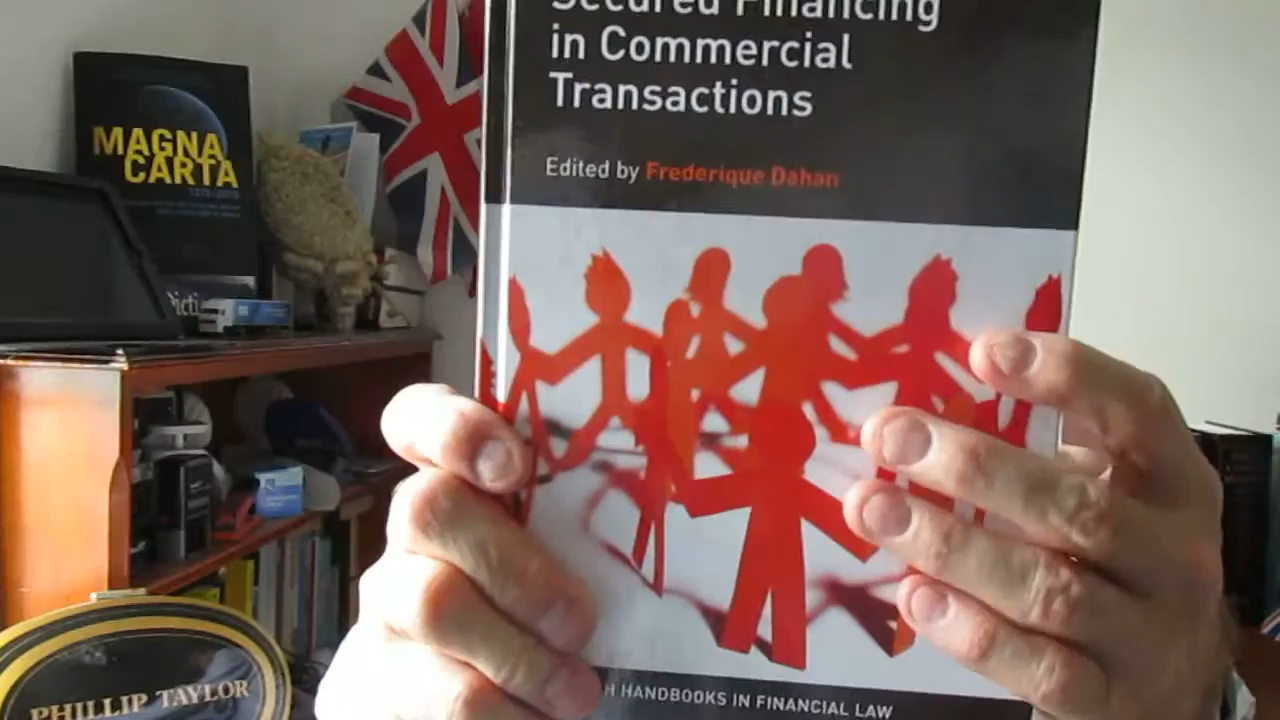 Secured Financing
in Commercial
Transactions
Edited by Frederique Dahan
H HANDBOOKS IN FINANCIAL LAW
MAGNA
CARTA
PHILLIP TAYLOR